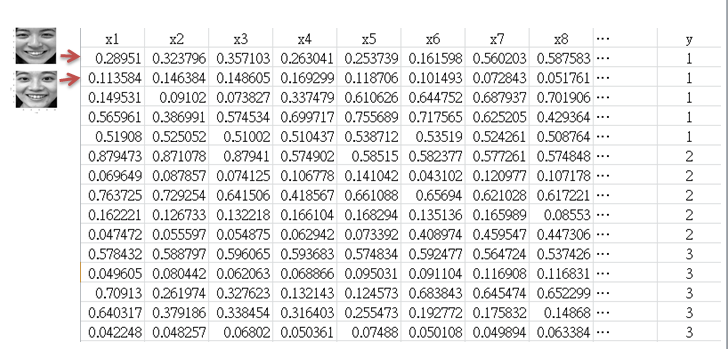 x1 x2 x3 x4 x5 x6 x7 x8 ⋯ y
0.28951 0.323796 0.357103 0.263041 0.253739 0.161598 0.560203 0.587583 ⋯ 1
0.113584 0.146384 0.148605 0.169299 0.118706 0.101493 0.072843 0.051761 ⋯ 1
0.149531 0.09102 0.073827 0.337479 0.610626 0.644752 0.687937 0.701906 ⋯ 1
0.565961 0.386991 0.574534 0.699717 0.755689 0.717565 0.625205 0.429364 ⋯ 1
0.51908 0.525052 0.51002 0.510437 0.538712 0.53519 0.524261 0.508764 ⋯ 1
0.879473 0.871078 0.87941 0.574902 0.58515 0.582377 0.577261 0.574848 ⋯ 2
0.069649 0.087857 0.074125 0.106778 0.141042 0.043102 0.120977 0.107178 ⋯ 2
0.763725 0.729254 0.641506 0.418567 0.661088 0.65694 0.621028 0.617221 ⋯ 2
0.162221 0.126733 0.132218 0.166104 0.168294 0.135136 0.165989 0.08553 ⋯ 2
0.047472 0.055597 0.054875 0.062942 0.073392 0.408974 0.459547 0.447306 ⋯ 2
0.578432 0.588797 0.596065 0.593683 0.574834 0.592477 0.564724 0.537426 ⋯ 3
0.049605 0.080442 0.062063 0.068866 0.095031 0.091104 0.116908 0.116831 ⋯ 3
0.70913 0.261974 0.327623 0.132143 0.124573 0.683843 0.645474 0.652299 ⋯ 3
0.640317 0.379186 0.338454 0.316403 0.255473 0.192772 0.175832 0.14868 ⋯ 3
0.042248 0.048257 0.06802 0.050361 0.07488 0.050108 0.049894 0.063384 ⋯ 3